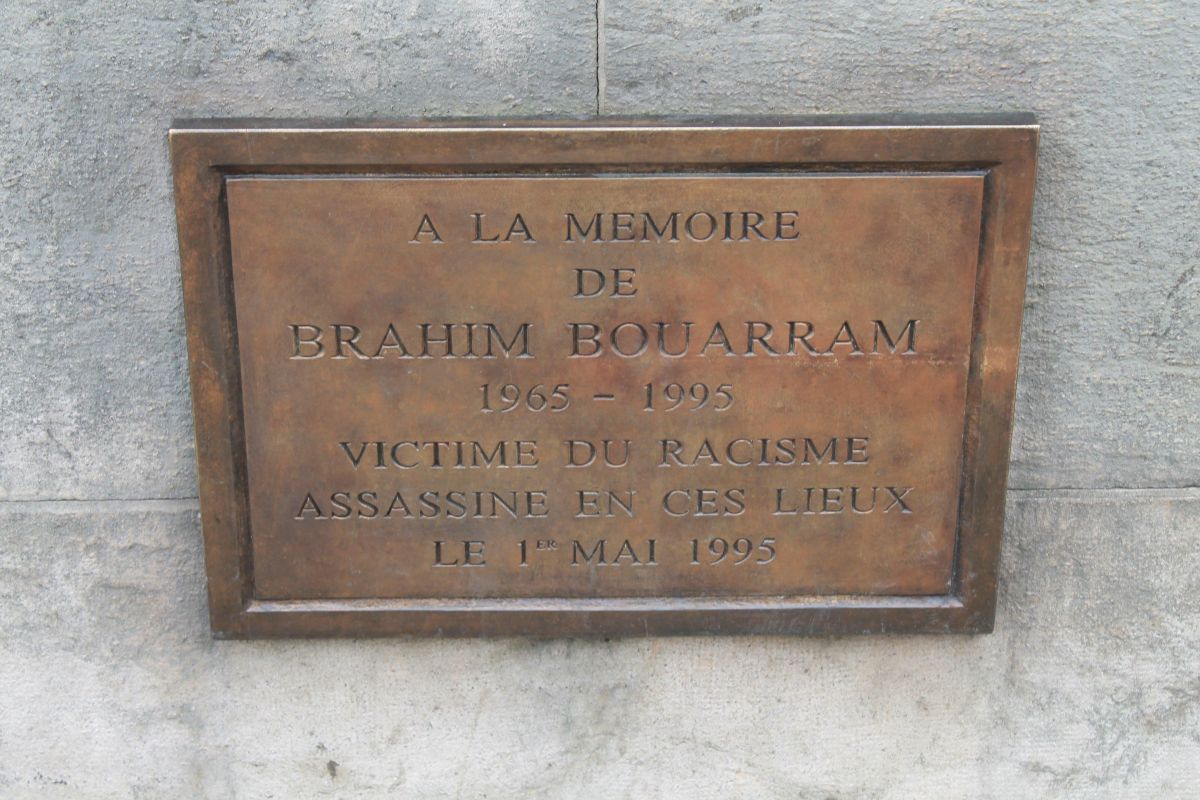 A LA MEMOIRE
DE
BRAHIM BOUARRAM
1965 – 1995
VICTIME DU RACISME
ASSASSINE EN CES LIEUX
LE 1ER MAI 1995